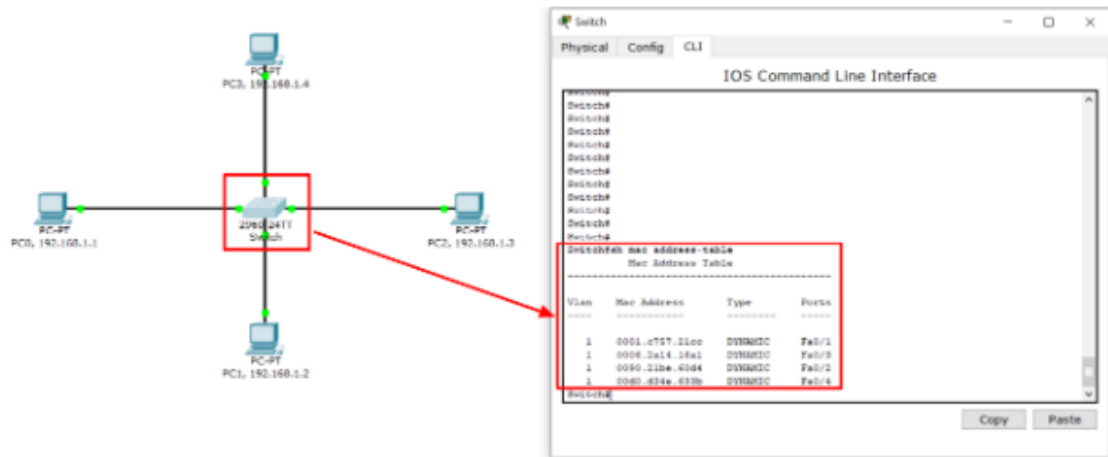 PC-PT
PC3, 192.168.1.4
PC-PT
PC0, 192.168.1.1
2960-24TT
Switch
PC-PT
PC2, 192.168.1.3
PC-PT
PC1, 192.168.1.2
Switch
Physical Config CLI
IOS Command Line Interface
Switch#
Switch#
Switch#
Switch#
Switch#
Switch#
Switch#
Switch#
Switch#
Switch#
Switch#
Switch#
Switch#sh mac address-table
Mac Address Table
-------------------------------------------
Vlan Mac Address Type Ports
---- ----------- -------- -----
1 0001.c757.21cc DYNAMIC Fa0/1
1 DYNAMIC Fa0/3
1 0090.21be.60d4 DYNAMIC Fa0/2
1 DYNAMIC Fa0/4
Switch#
Copy Paste